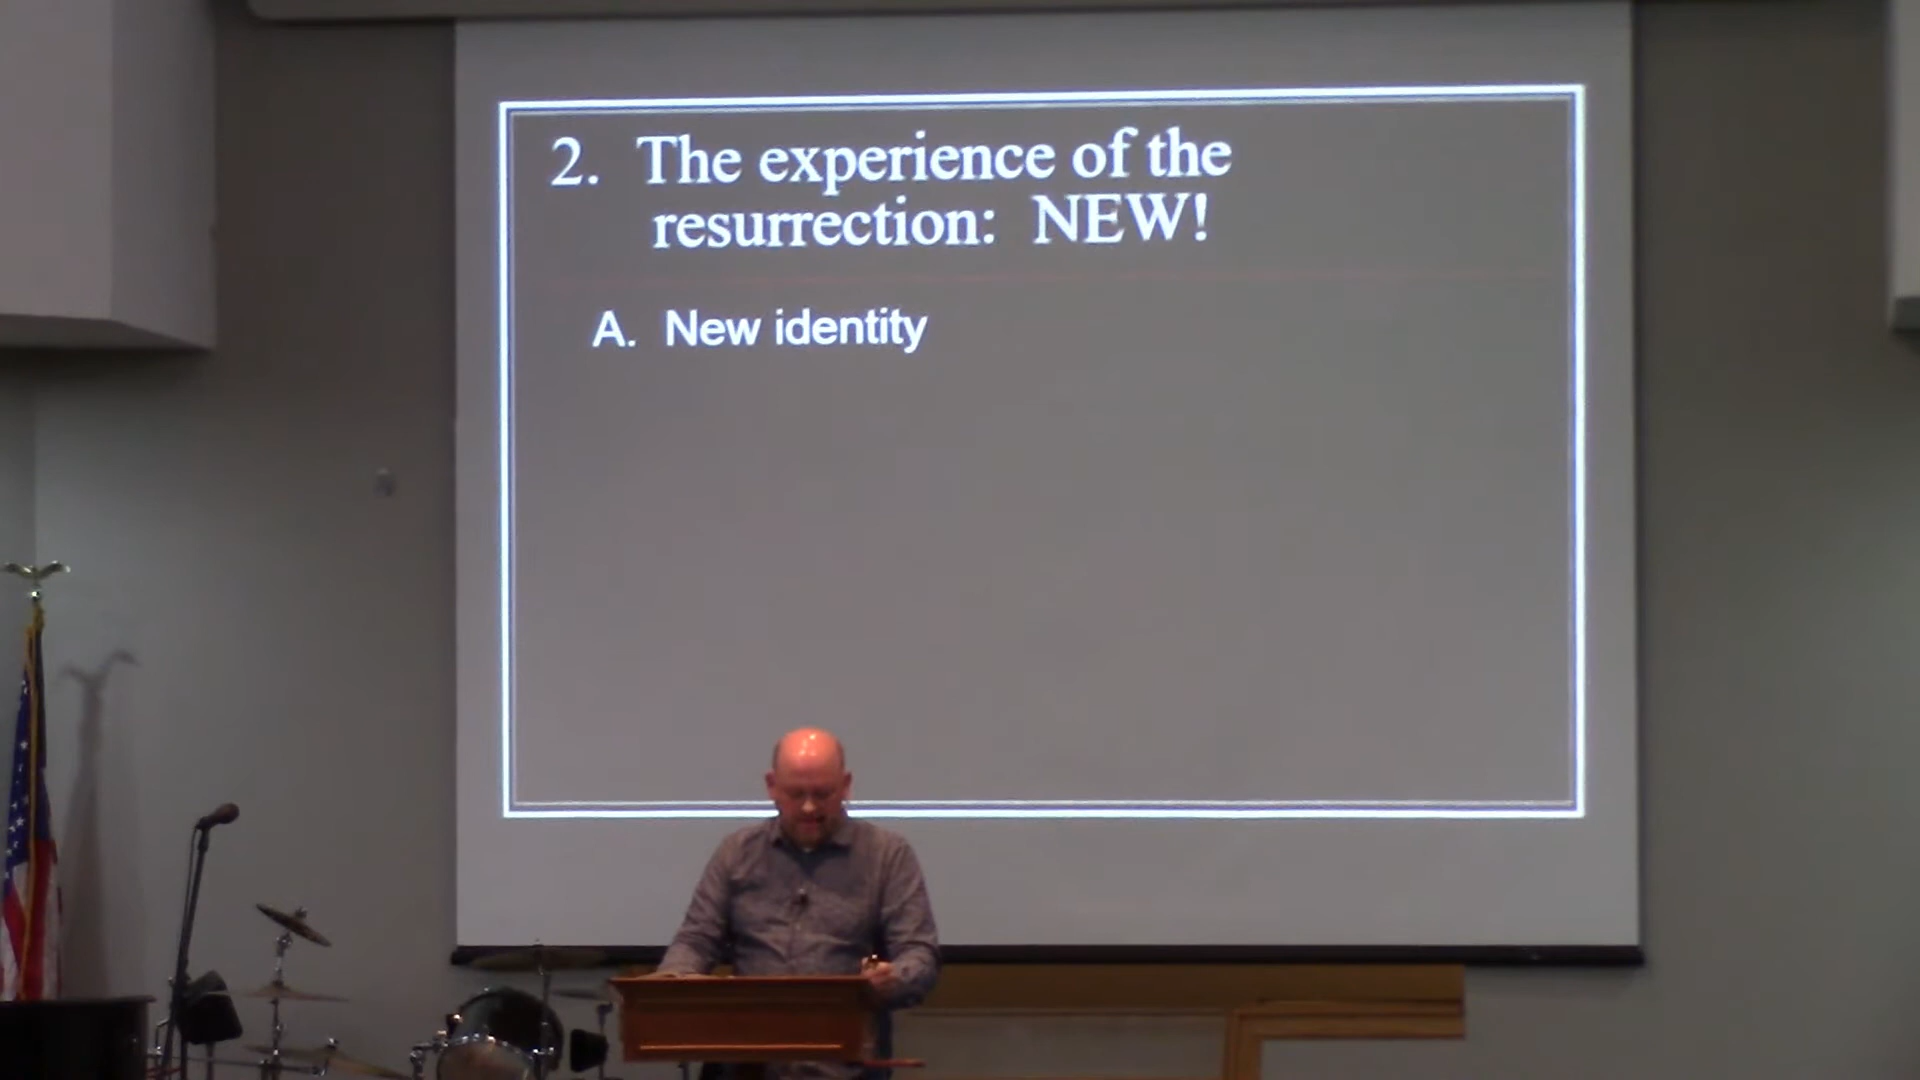 2. The experience of the
resurrection: NEW!
A. New identity